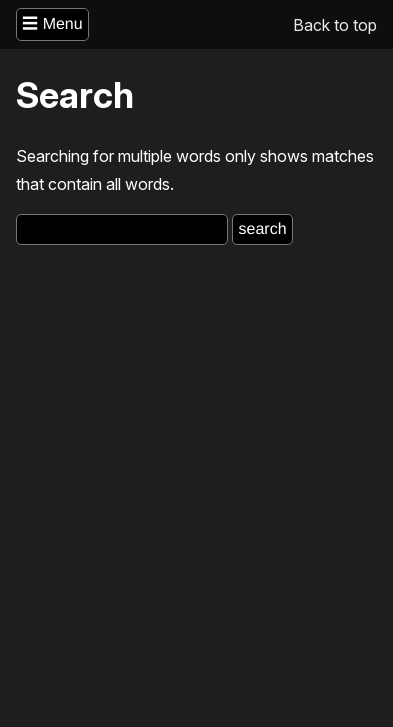 ☰ Menu
Back to top
Search
Searching for multiple words only shows matches
that contain all words.
search